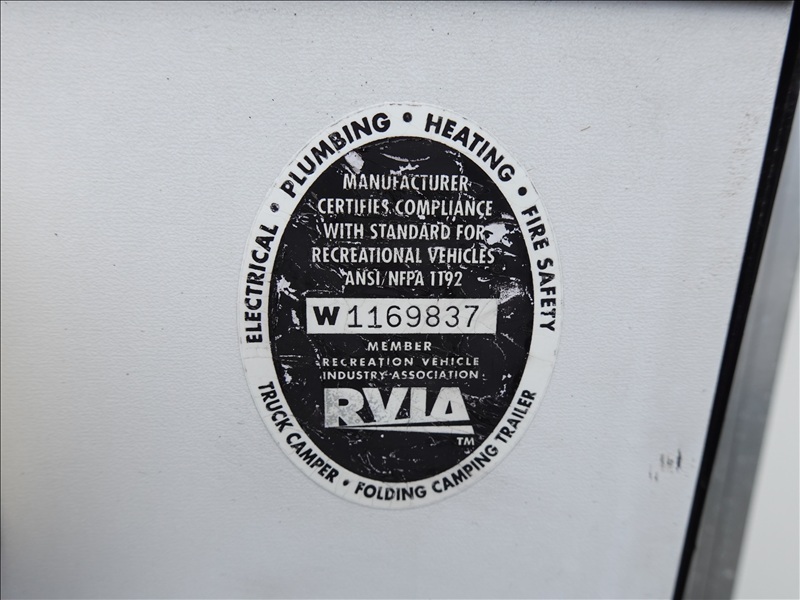 ELECTRICAL • PLUMBING • HEATING • FIRE SAFETY
MANUFACTURER
CERTIFIES COMPLIANCE
WITH STANDARD FOR
RECREATIONAL VEHICLES
ANSI/NFPA 1192
W 1169837
MEMBER
RECREATION VEHICLE
INDUSTRY ASSOCIATION
RVIA
TM
TRUCK CAMPER • FOLDING CAMPING TRAILER